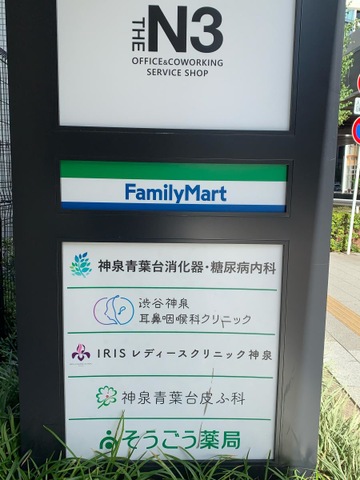 THE N3
OFFICE&COWORKING
SERVICE SHOP
FamilyMart
神泉青葉台消化器・糖尿病内科
渋谷神泉
耳鼻咽喉科クリニック
IRIS レディースクリニック神泉
神泉青葉台皮ふ科
そうごう薬局